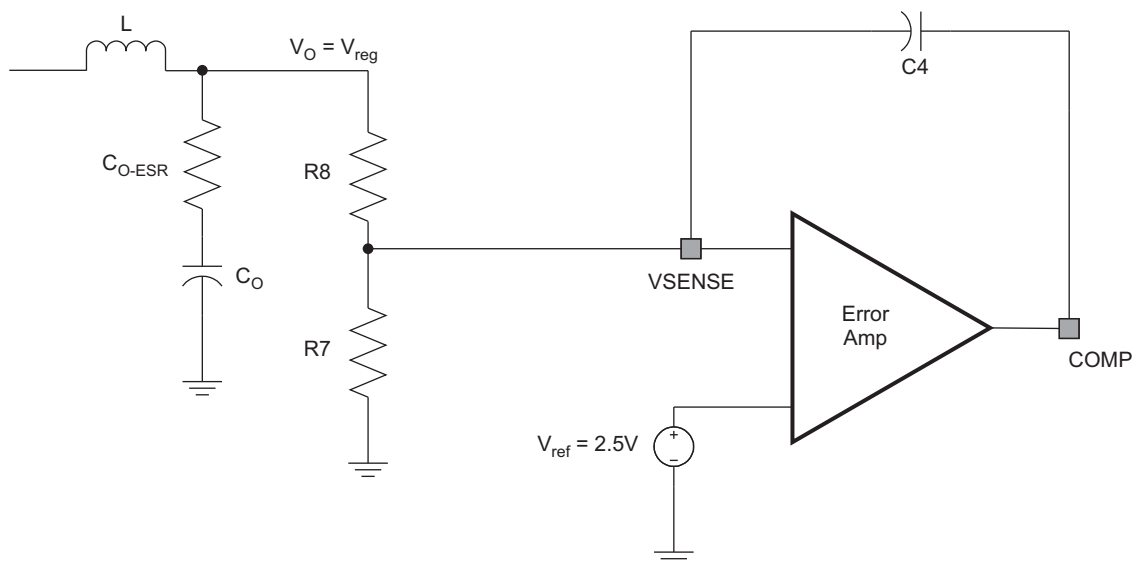 L
V_O = V_reg
C4
C_O-ESR
R8
C_O
VSENSE
Error
Amp
R7
COMP
V_ref = 2.5V
+
−